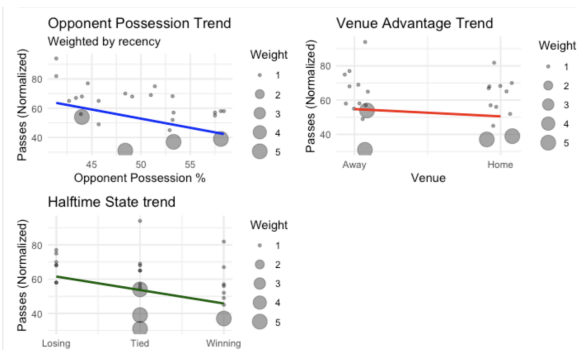 Opponent Possession Trend
Weighted by recency
Passes (Normalized)
80
60
40
45
50
55
Opponent Possession %
Weight
1
2
3
4
5
Venue Advantage Trend
Passes (Normalized)
80
60
40
Away
Home
Venue
Weight
1
2
3
4
5
Halftime State trend
Passes (Normalized)
80
60
40
Losing
Tied
Winning
Weight
1
2
3
4
5